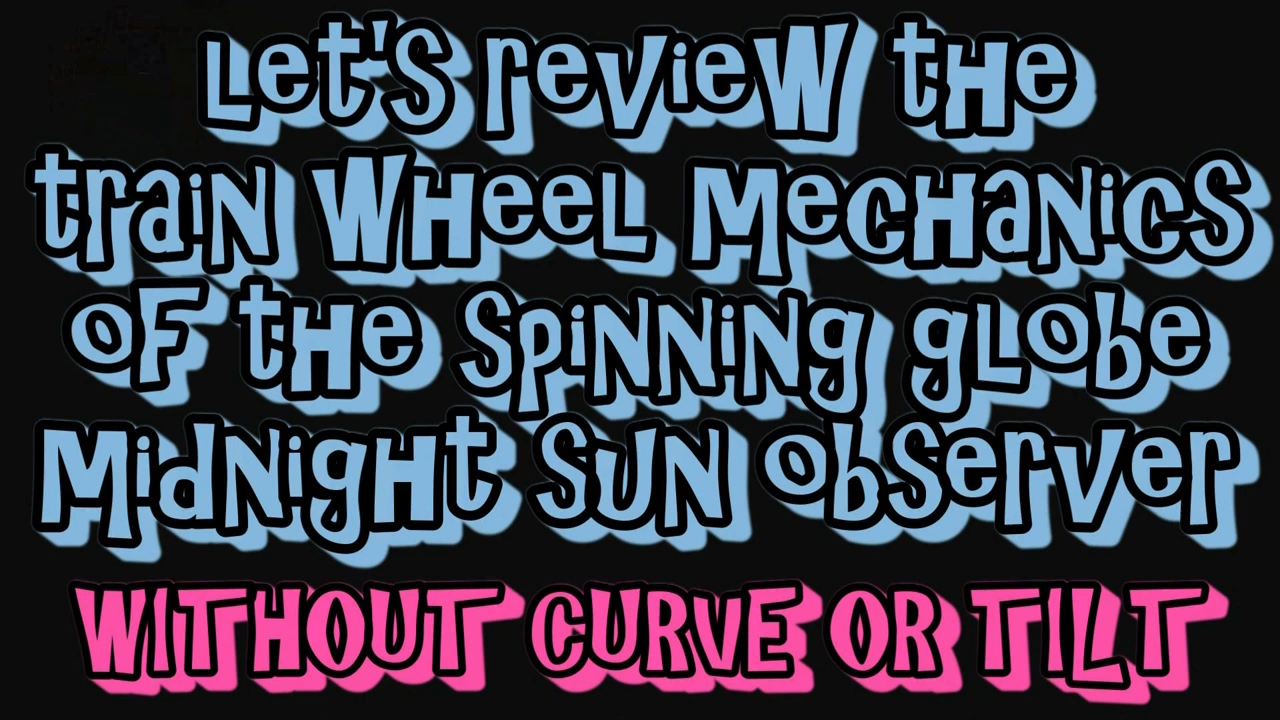 Let's review the
train wheel mechanics
of the spinning globe
midnight sun observer
WITHOUT CURVE OR TILT